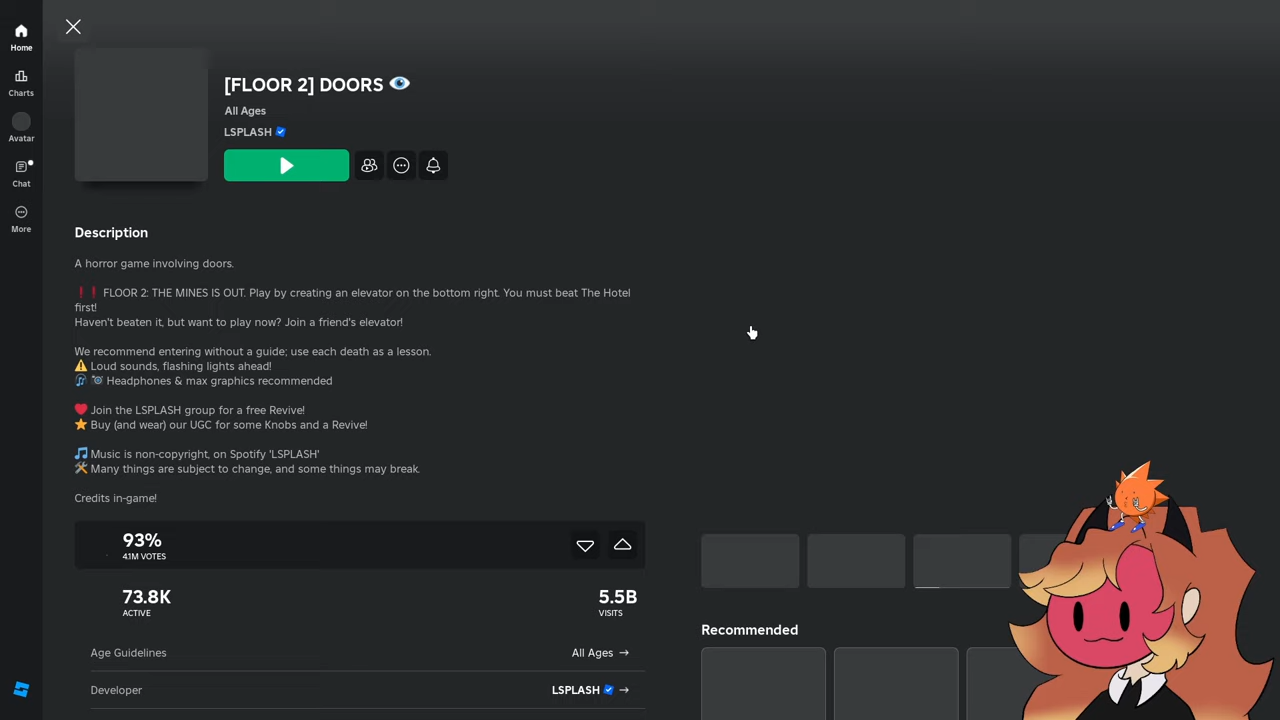 Home
Charts
Avatar
Chat
More
[FLOOR 2] DOORS 👁️
All Ages
LSPLASH
Description
A horror game involving doors.
❗❗ FLOOR 2: THE MINES IS OUT. Play by creating an elevator on the bottom right. You must beat The Hotel
first!
Haven't beaten it, but want to play now? Join a friend's elevator!
We recommend entering without a guide; use each death as a lesson.
⚠️ Loud sounds, flashing lights ahead!
🎧 📷 Headphones & max graphics recommended
❤️ Join the LSPLASH group for a free Revive!
⭐ Buy (and wear) our UGC for some Knobs and a Revive!
🎵 Music is non-copyright, on Spotify 'LSPLASH'
🛠️ Many things are subject to change, and some things may break.
Credits in-game!
93%
4.1M VOTES
73.8K
ACTIVE
5.5B
VISITS
Age Guidelines
All Ages →
Developer
LSPLASH →
Recommended